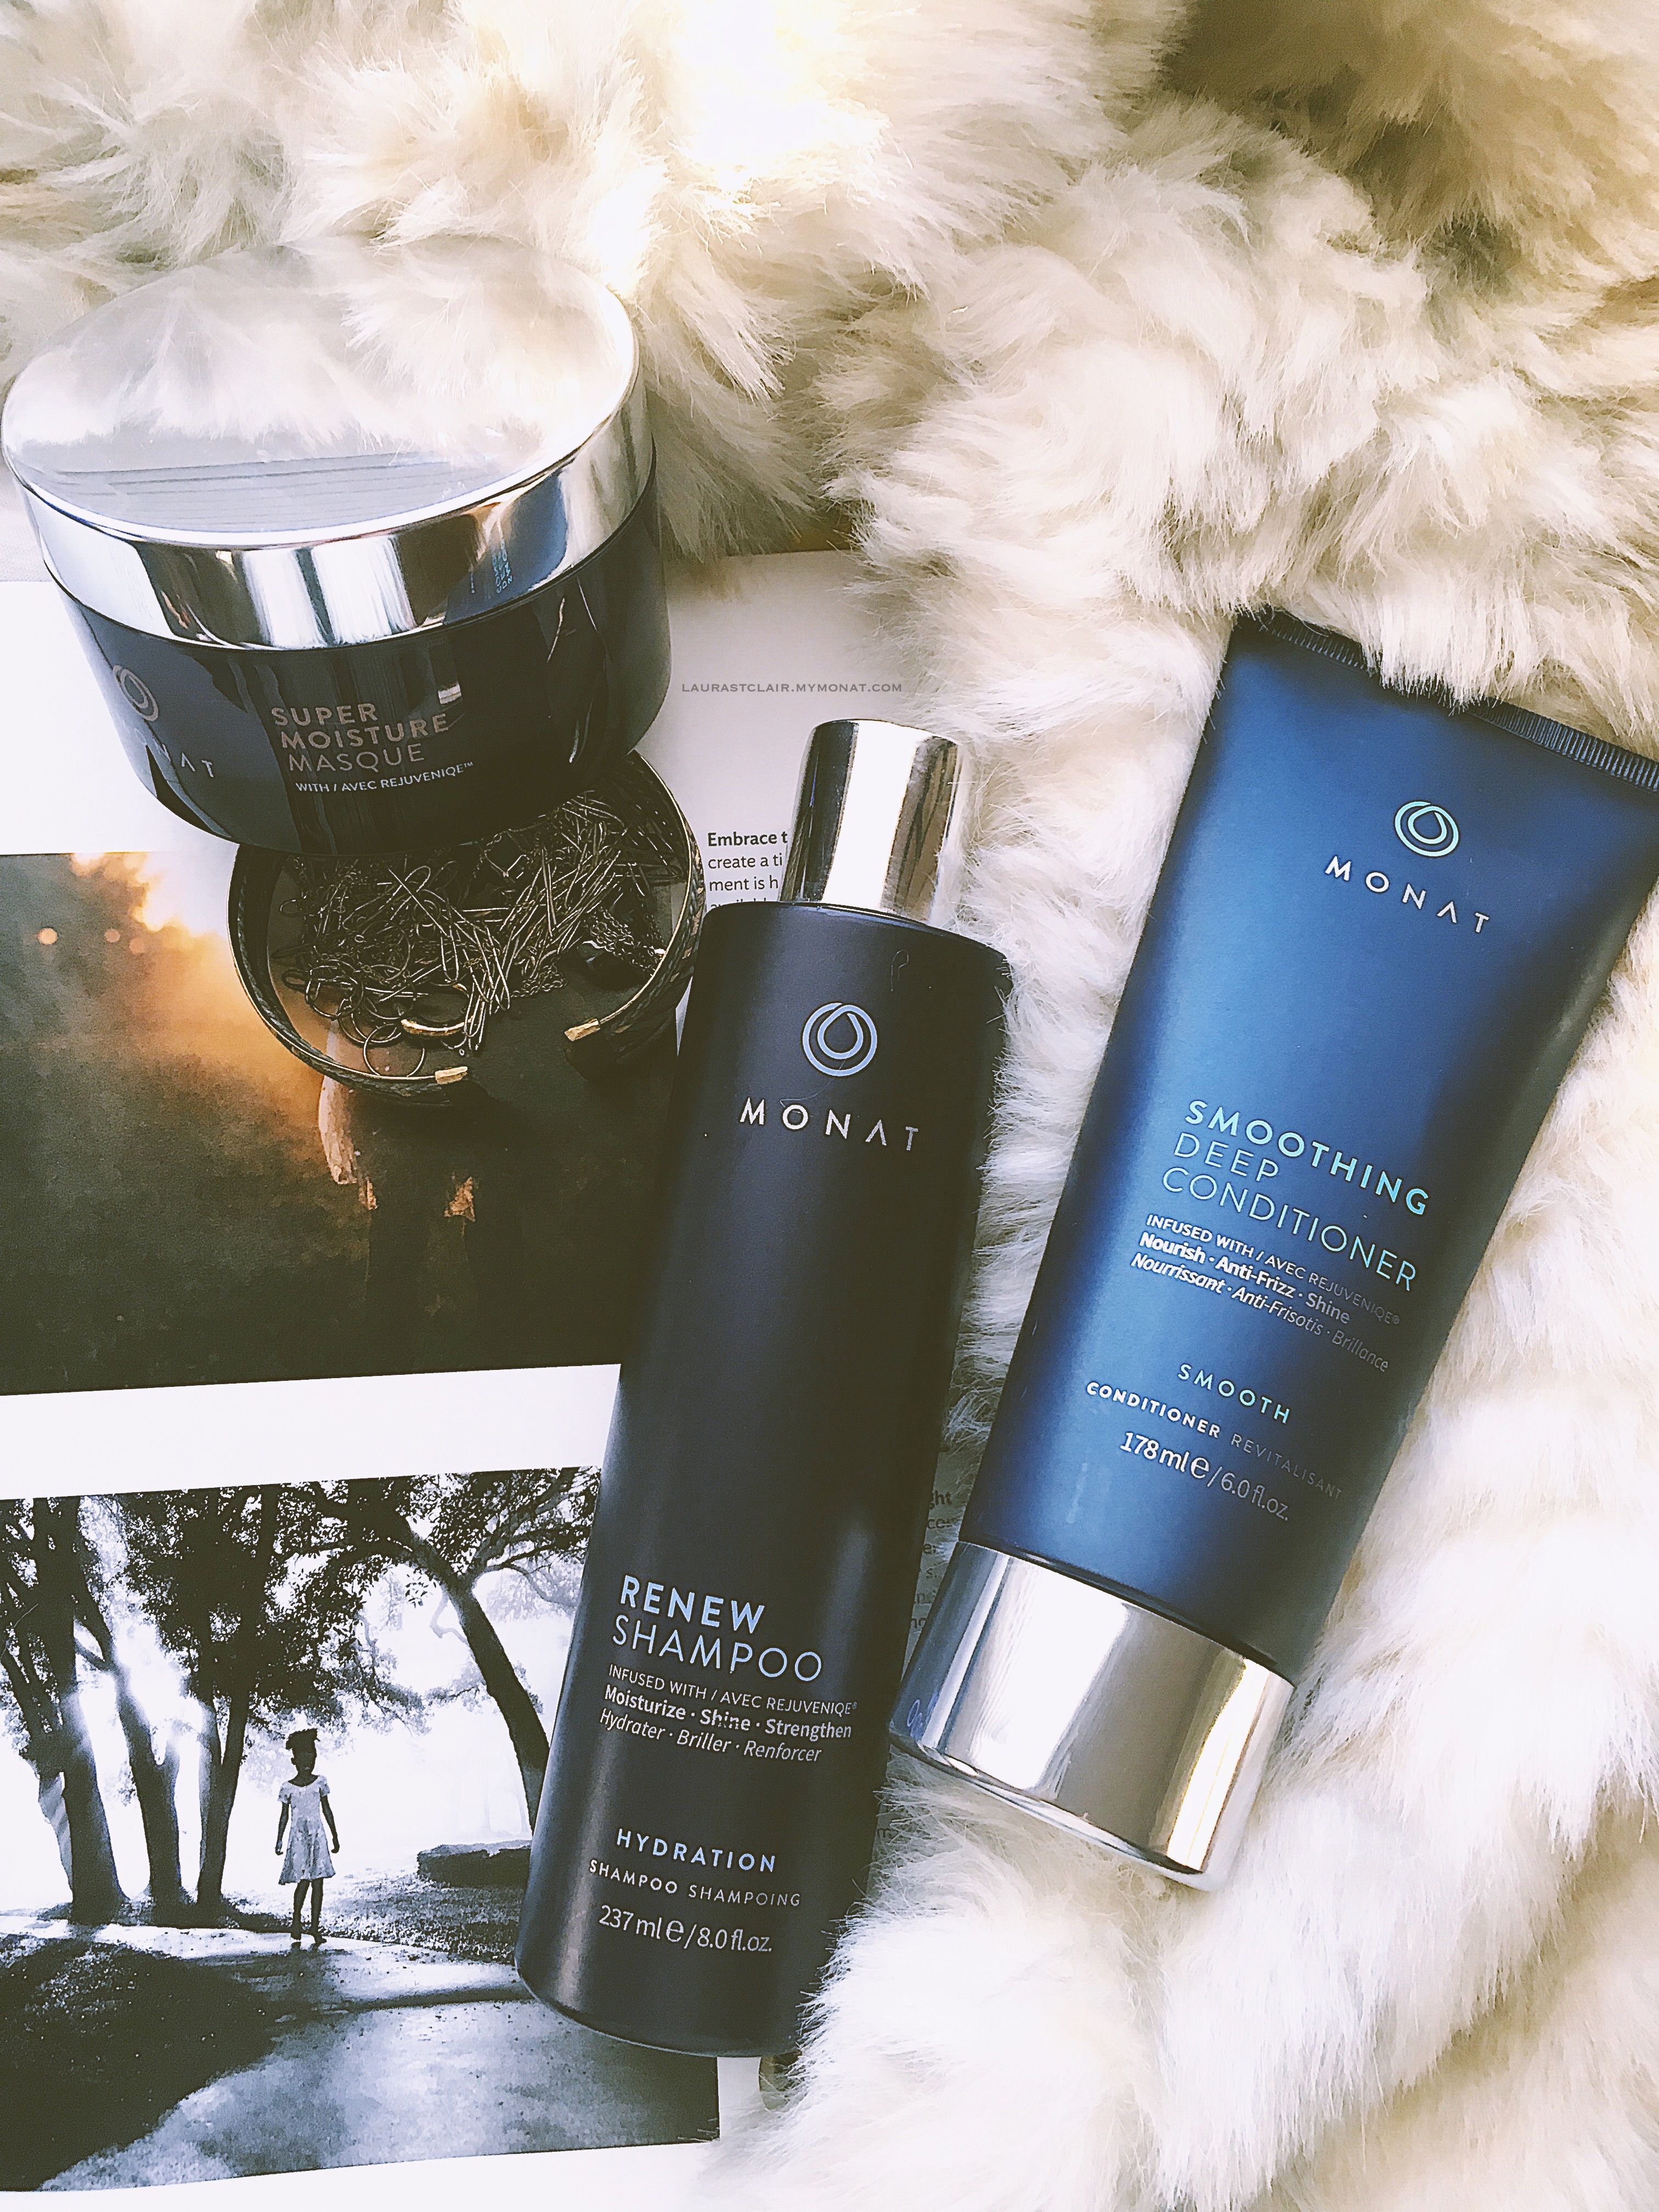 MONAT
SUPER
MOISTURE
MASQUE
WITH / AVEC REJUVENIQE™
LAURASTCLAIR.MYMONAT.COM
Embrace t
create a ti
ment is h
MONAT
RENEW
SHAMPOO
INFUSED WITH / AVEC REJUVENIQE®
Moisturize · Shine · Strengthen
Hydrater · Briller · Renforcer
HYDRATION
SHAMPOO SHAMPOING
237 ml e / 8.0 fl.oz.
MONAT
SMOOTHING
DEEP
CONDITIONER
INFUSED WITH / AVEC REJUVENIQE®
Nourish · Anti-Frizz · Shine
Nourrissant · Anti-Frisotis · Brillance
SMOOTH
CONDITIONER REVITALISANT
178 ml e / 6.0 fl.oz.